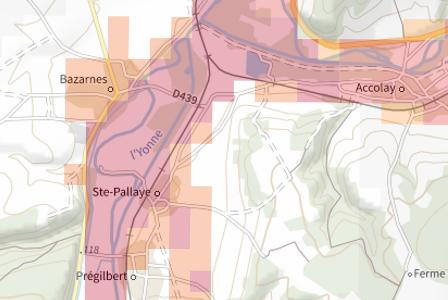 Bazarnes
D439
Accolay
l'Yonne
Ste-Pallaye
118
Prégilbert
Ferme